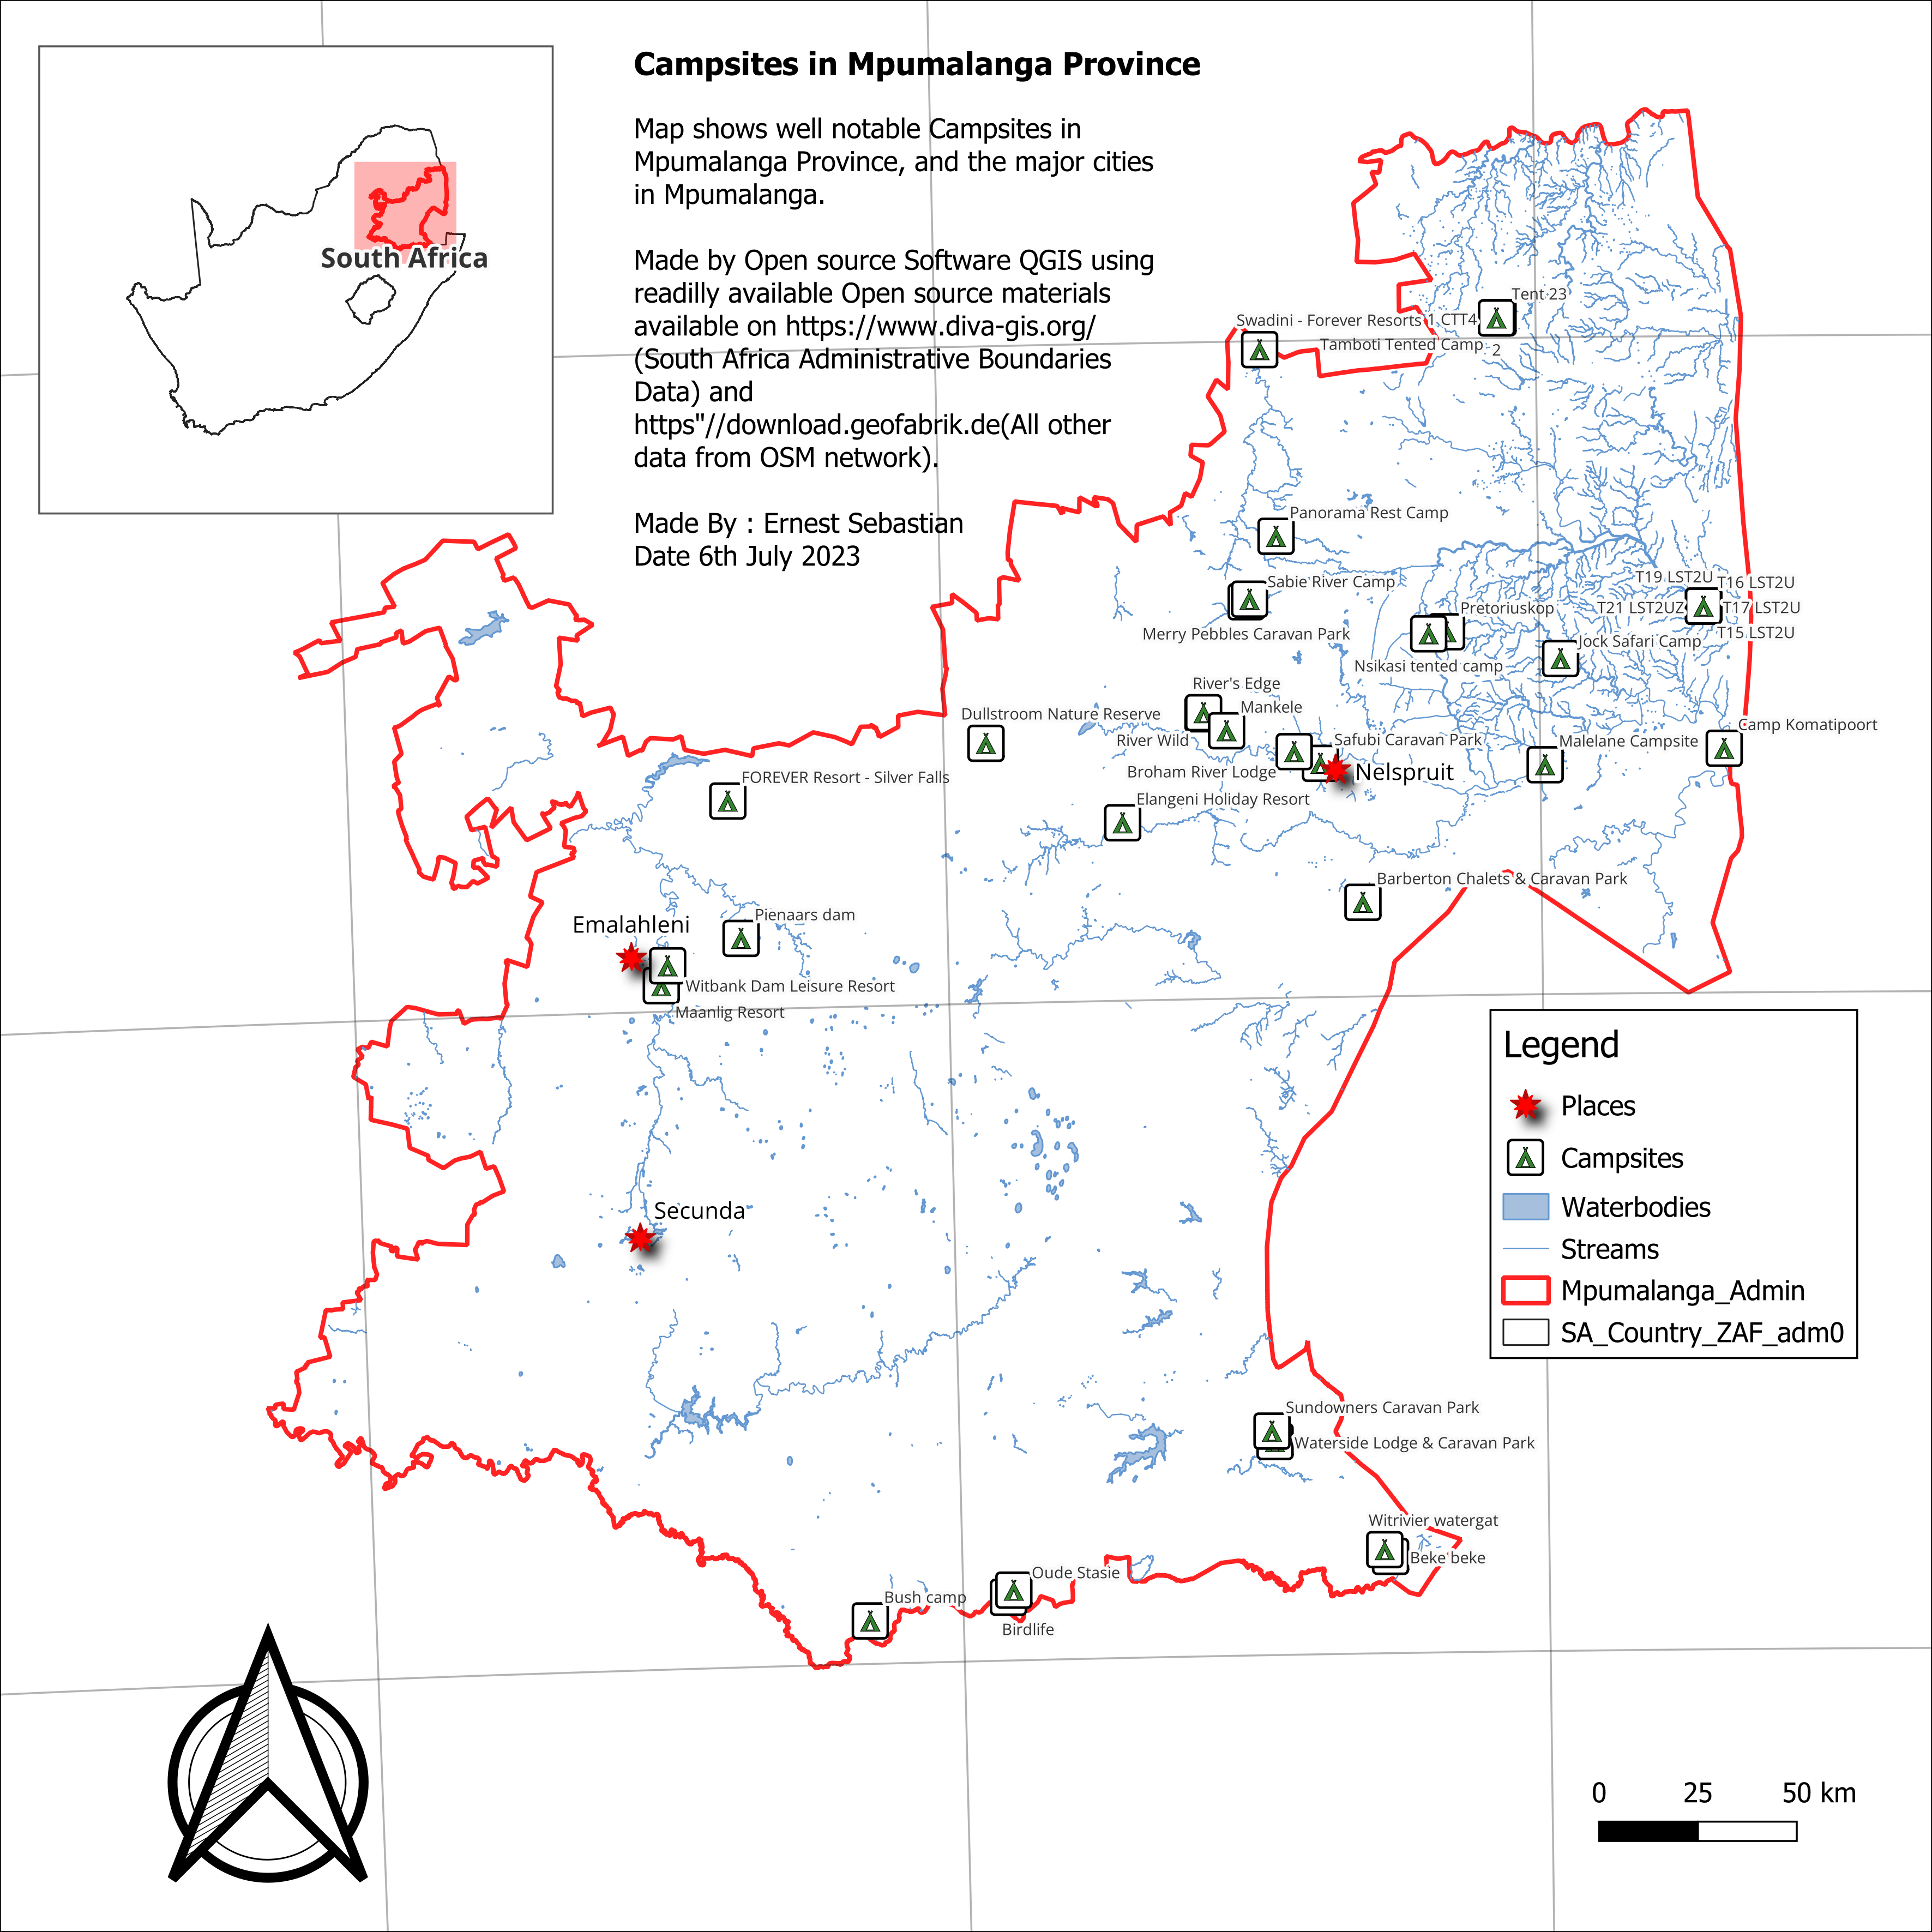 Campsites in Mpumalanga Province
Map shows well notable Campsites in
Mpumalanga Province, and the major cities
in Mpumalanga.
Made by Open source Software QGIS using
readilly available Open source materials
available on https://www.diva-gis.org/
(South Africa Administrative Boundaries
Data) and
https"//download.geofabrik.de(All other
data from OSM network).
Made By : Ernest Sebastian
Date 6th July 2023
South Africa
Tent 23
Swadini - Forever Resorts 1 CTT4
Tamboti Tented Camp 2
Panorama Rest Camp
Sabie River Camp
Merry Pebbles Caravan Park
Pretoriuskop
Nsikasi tented camp
T19 LST2U
T16 LST2U
T21 LST2UZ
T17 LST2U
T15 LST2U
Jock Safari Camp
River's Edge
Mankele
River Wild
Dullstroom Nature Reserve
Safubi Caravan Park
Broham River Lodge
Nelspruit
Malelane Campsite
Camp Komatipoort
FOREVER Resort - Silver Falls
Elangeni Holiday Resort
Barberton Chalets & Caravan Park
Pienaars dam
Emalahleni
Witbank Dam Leisure Resort
Maanlig Resort
Secunda
Sundowners Caravan Park
Waterside Lodge & Caravan Park
Witrivier watergat
Beke beke
Oude Stasie
Birdlife
Bush camp
Legend
Places
Campsites
Waterbodies
Streams
Mpumalanga_Admin
SA_Country_ZAF_adm0
0 25 50 km